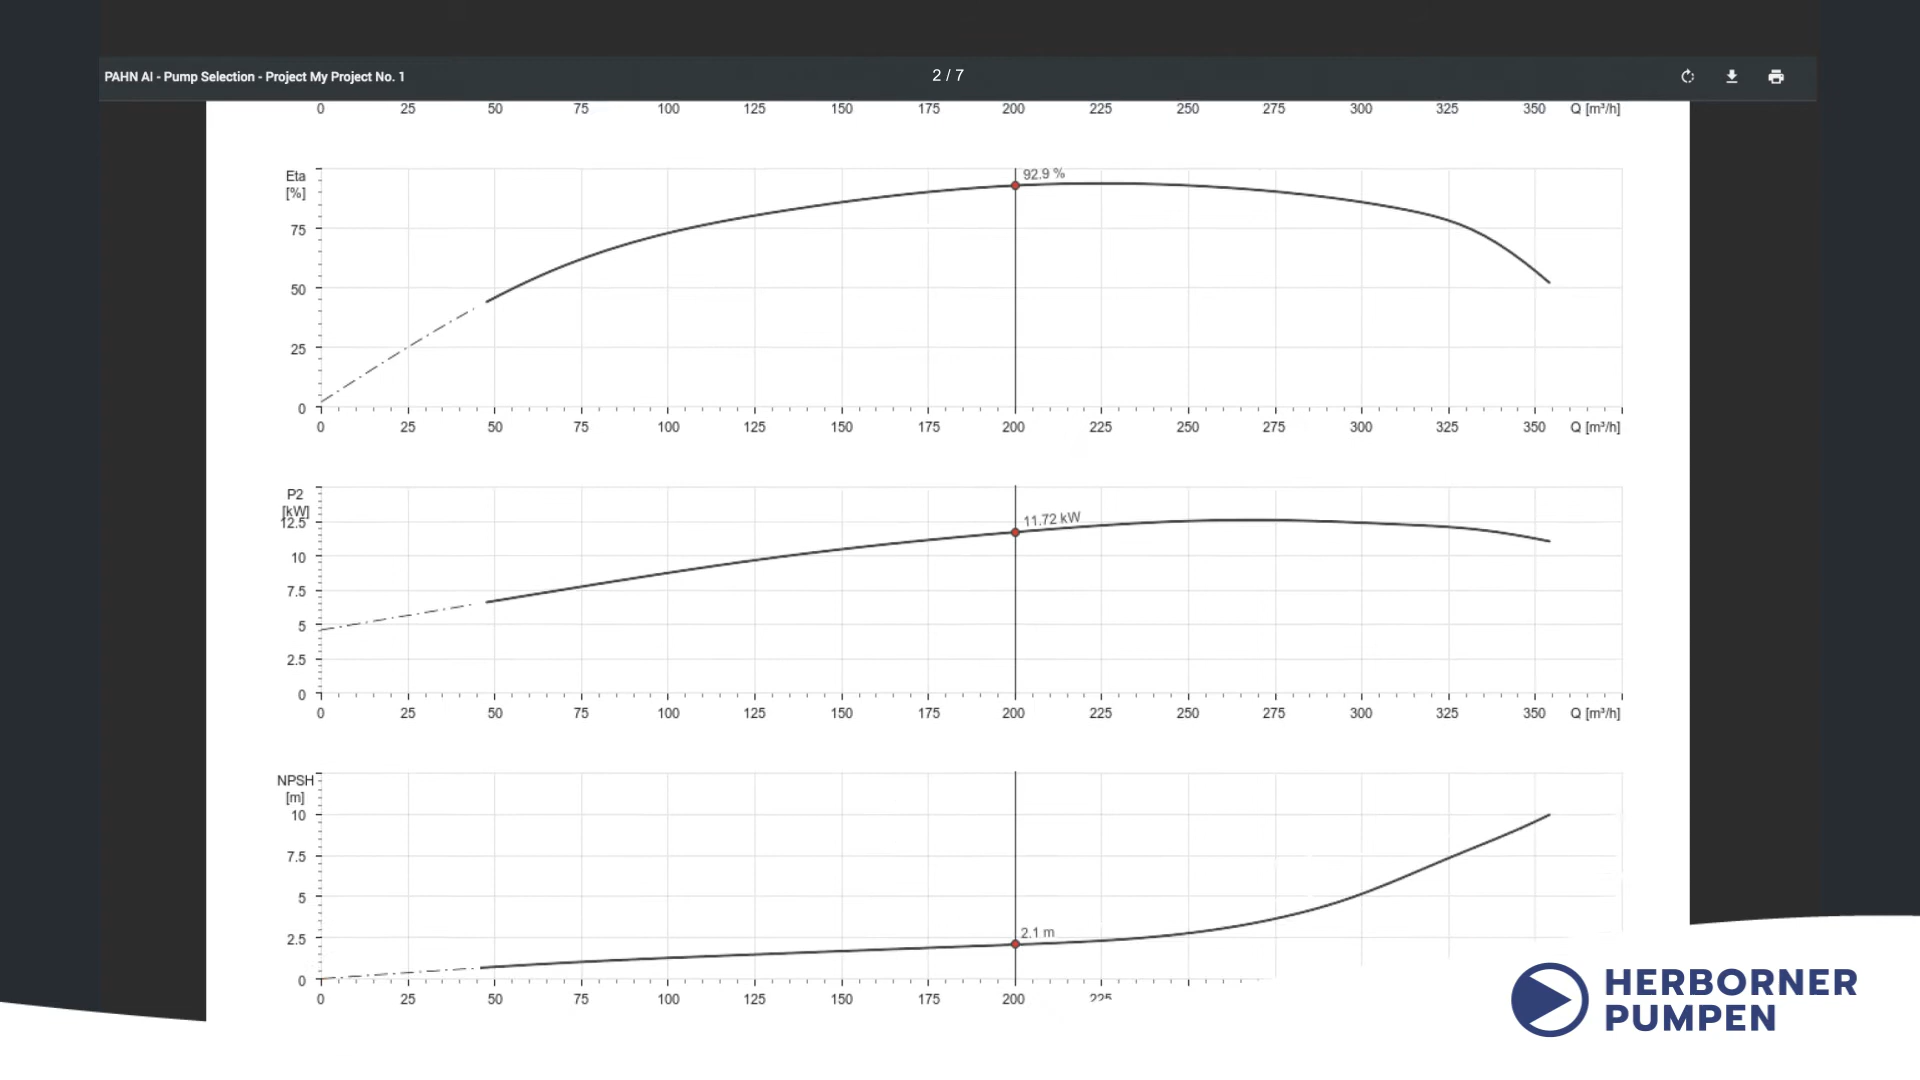 PAHN AI - Pump Selection - Project My Project No. 1
2 / 7
0 25 50 75 100 125 150 175 200 225 250 275 300 325 350 Q [m³/h]
Eta
[%]
92.9 %
75
50
25
0
0 25 50 75 100 125 150 175 200 225 250 275 300 325 350 Q [m³/h]
P2
[kW]
12.5
11.72 kW
10
7.5
5
2.5
0
0 25 50 75 100 125 150 175 200 225 250 275 300 325 350 Q [m³/h]
NPSH
[m]
10
7.5
5
2.5
2.1 m
0
0 25 50 75 100 125 150 175 200 225
HERBORNER
PUMPEN